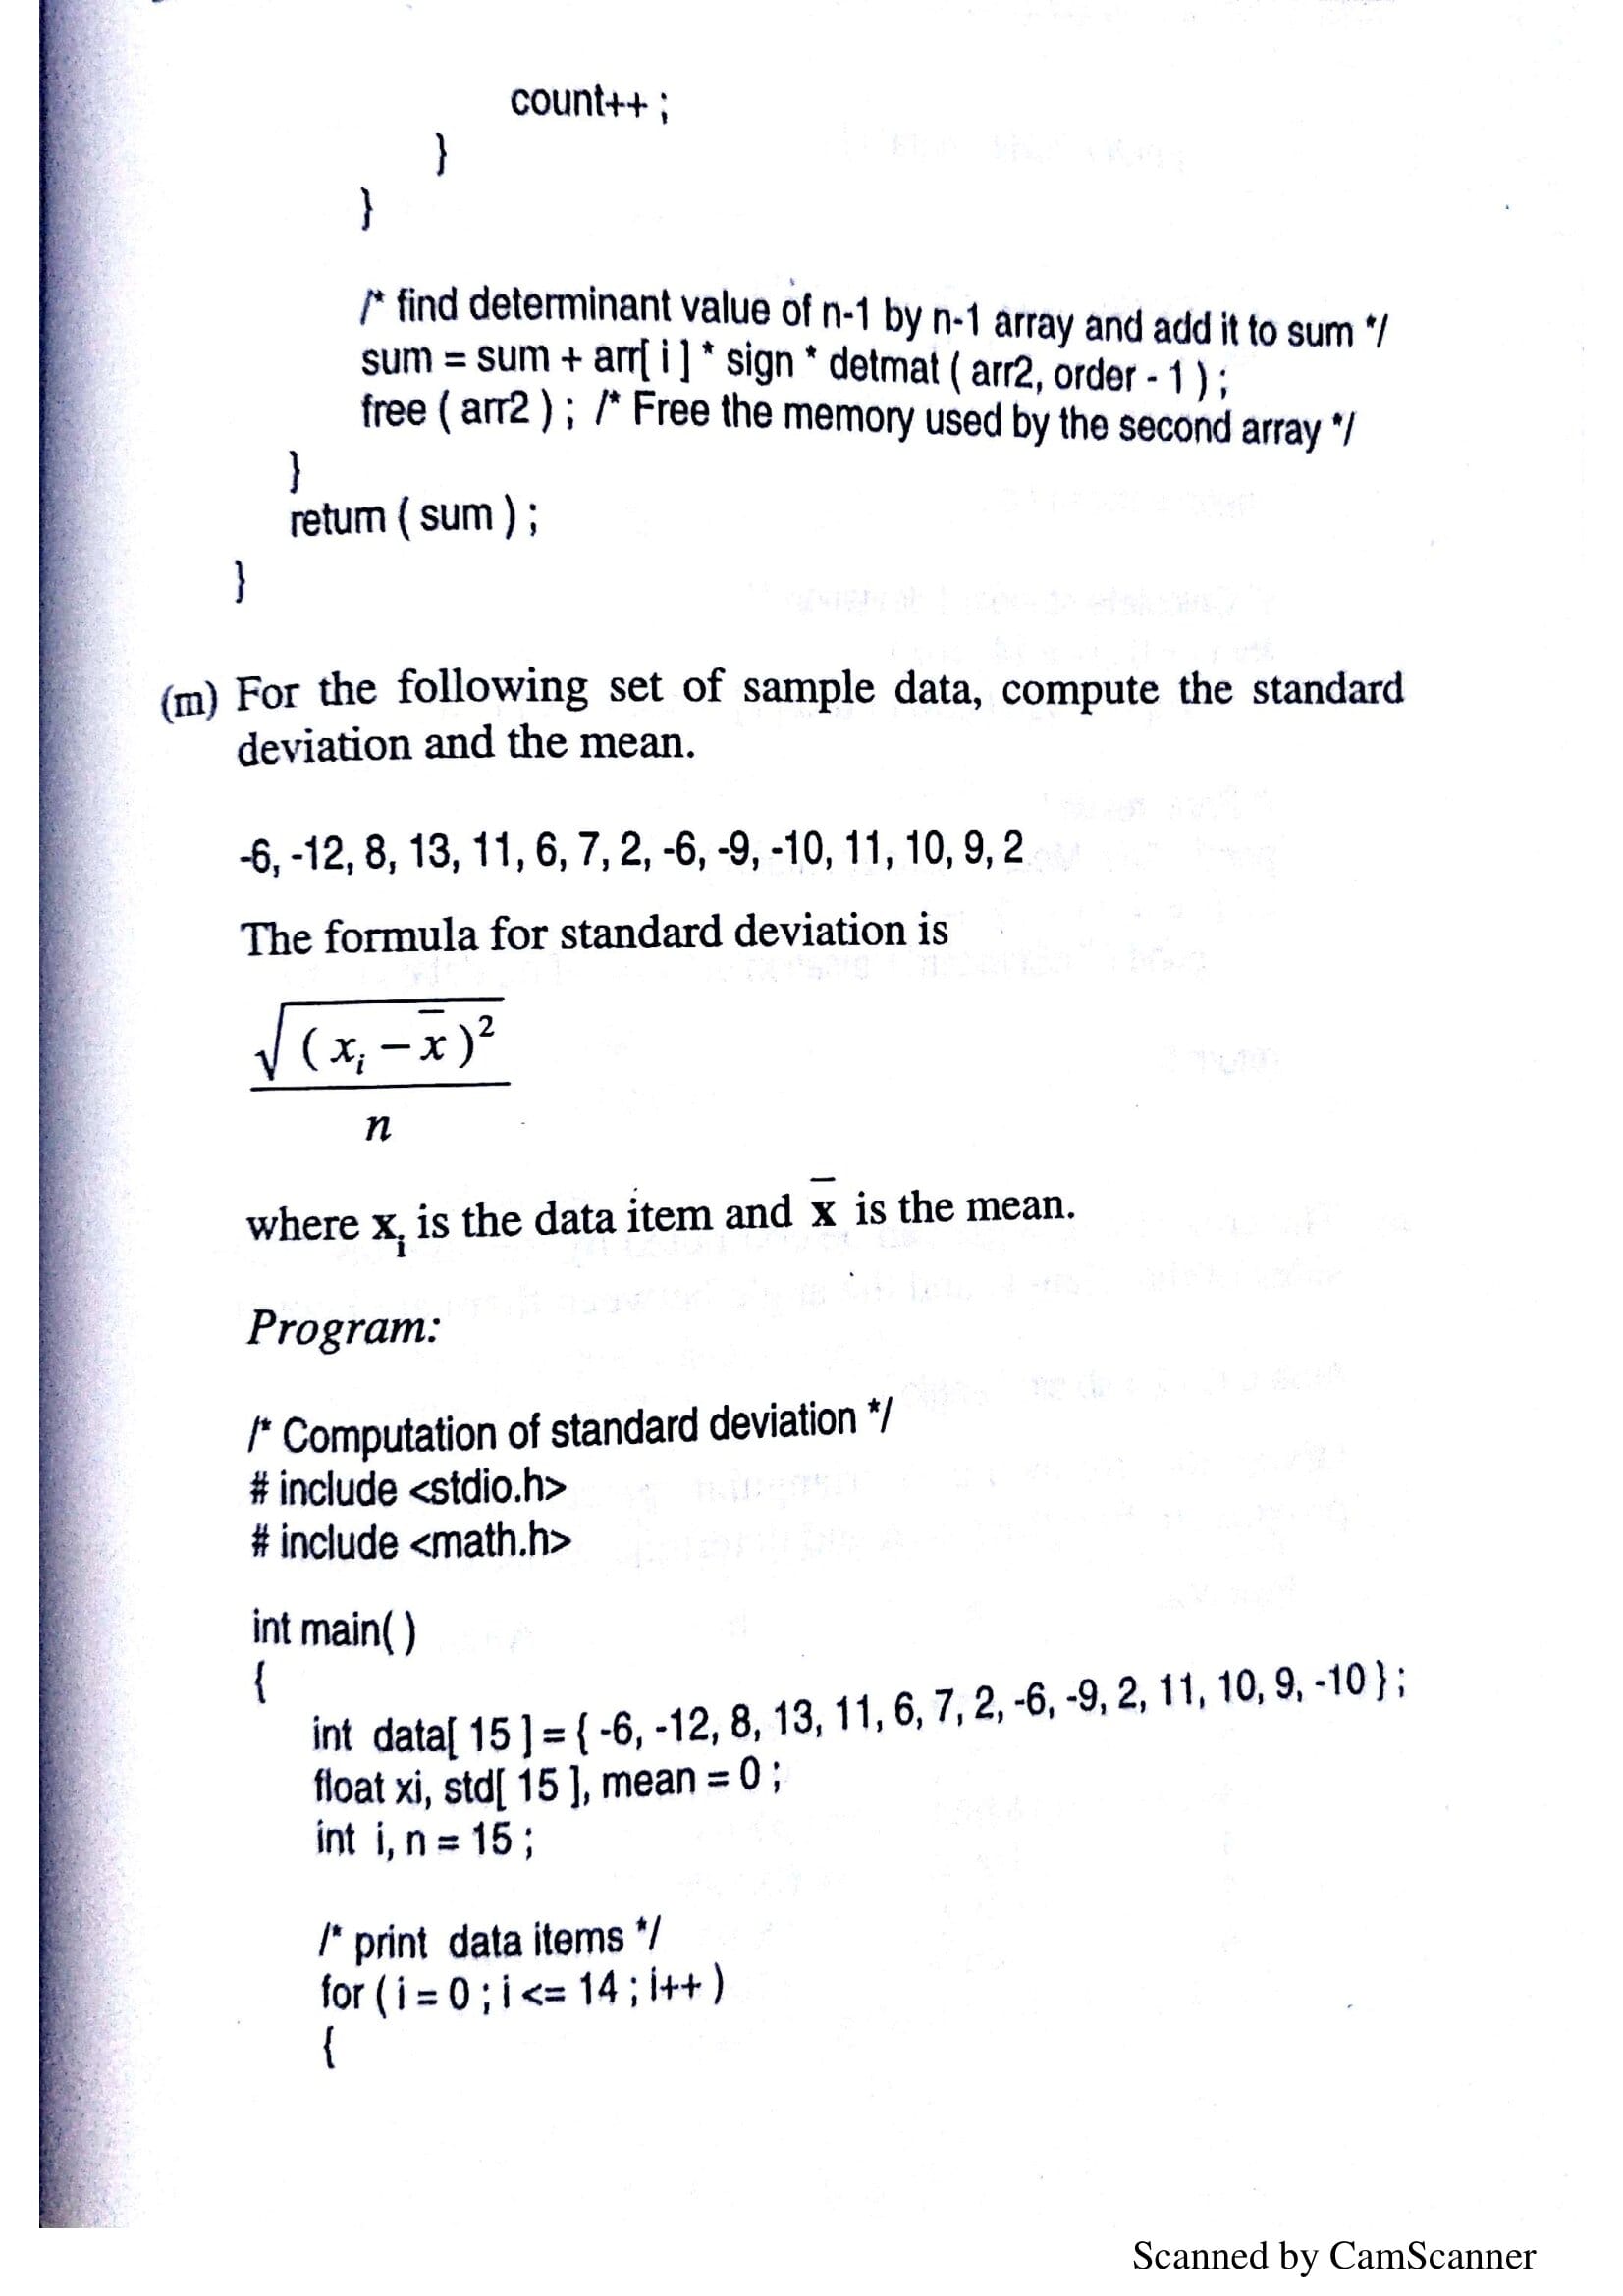 count++ ;
}
}
/* find determinant value of n-1 by n-1 array and add it to sum */
sum = sum + arr[ i ] * sign * detmat ( arr2, order - 1 ) ;
free ( arr2 ) ; /* Free the memory used by the second array */
}
return ( sum ) ;
}
(m) For the following set of sample data, compute the standard
deviation and the mean.
-6, -12, 8, 13, 11, 6, 7, 2, -6, -9, -10, 11, 10, 9, 2
The formula for standard deviation is
√( xᵢ − x̄ )²
n
where xᵢ is the data item and x̄ is the mean.
Program:
/* Computation of standard deviation */
# include <stdio.h>
# include <math.h>
int main( )
{
int data[ 15 ] = { -6, -12, 8, 13, 11, 6, 7, 2, -6, -9, 2, 11, 10, 9, -10 } ;
float xi, std[ 15 ], mean = 0 ;
int i, n = 15 ;
/* print data items */
for ( i = 0 ; i <= 14 ; i++ )
{
Scanned by CamScanner